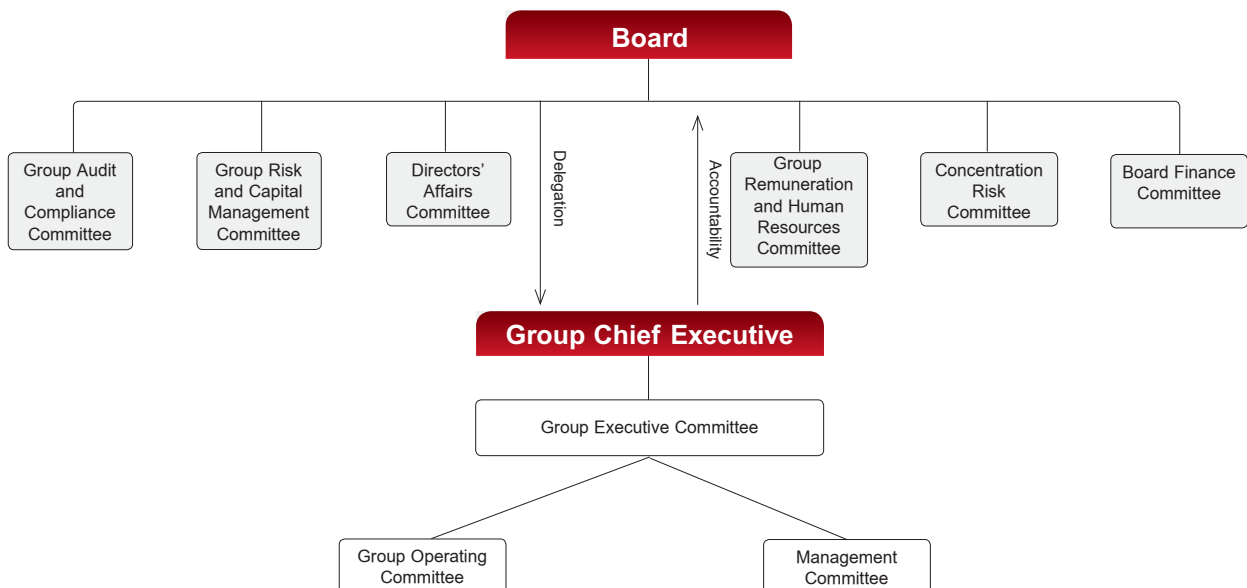 Board
Group Audit
and
Compliance
Committee
Group Risk
and Capital
Management
Committee
Directors’
Affairs
Committee
Delegation
Accountability
Group
Remuneration
and Human
Resources
Committee
Concentration
Risk
Committee
Board Finance
Committee
Group Chief Executive
Group Executive Committee
Group Operating
Committee
Management
Committee